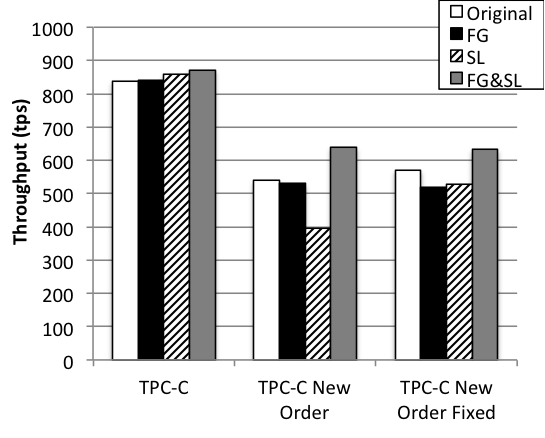 Original
FG
SL
FG&SL
Throughput (tps)
1000
900
800
700
600
500
400
300
200
100
0
TPC-C
TPC-C New
Order
TPC-C New
Order Fixed